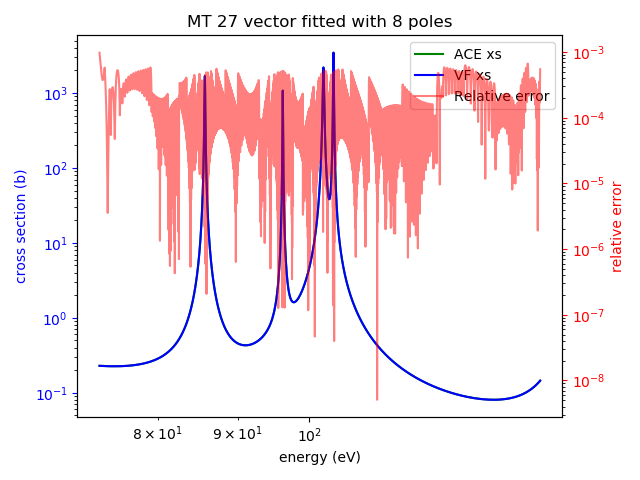 MT 27 vector fitted with 8 poles
ACE xs
VF xs
Relative error
cross section (b)
10³
10²
10¹
10⁰
10⁻¹
relative error
10⁻³
10⁻⁴
10⁻⁵
10⁻⁶
10⁻⁷
10⁻⁸
8 × 10¹ 9 × 10¹ 10²
energy (eV)